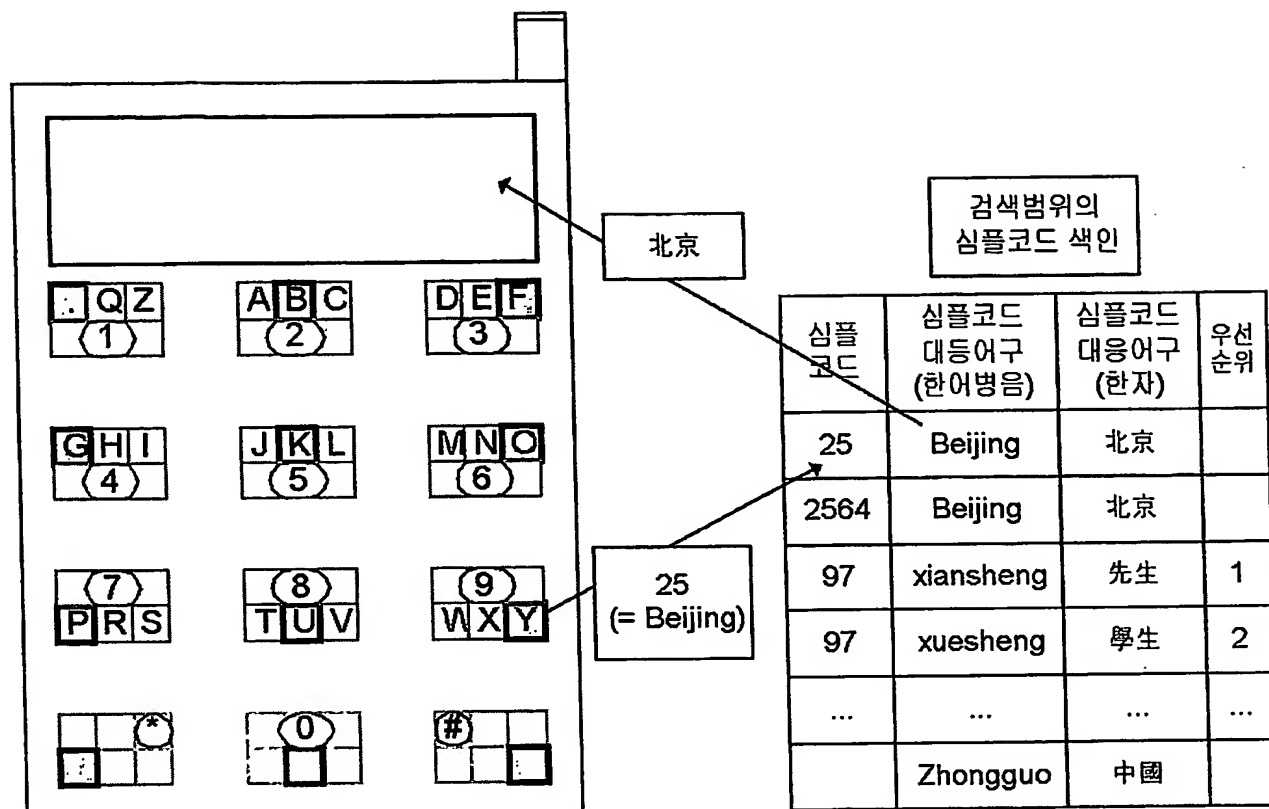 . Q Z
1
A B C
2
D E F
3
G H I
4
J K L
5
M N O
6
7
P R S
8
T U V
9
W X Y
*
0
#
北京
25
(= Beijing)
검색범위의
심플코드 색인
심플
코드
심플코드
대등어구
(한어병음)
심플코드
대응어구
(한자)
우선
순위
25 Beijing 北京
2564 Beijing 北京
97 xiansheng 先生 1
97 xuesheng 學生 2
... ... ... ...
Zhongguo 中國